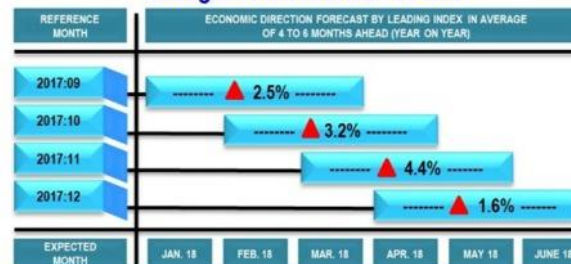 REFERENCE
MONTH
ECONOMIC DIRECTION FORECAST BY LEADING INDEX IN AVERAGE
OF 4 TO 6 MONTHS AHEAD (YEAR ON YEAR)
2017:09
-------- ▲ 2.5% --------
2017:10
-------- ▲ 3.2% --------
2017:11
-------- ▲ 4.4% -------
2017:12
-------- ▲ 1.6% -------
EXPECTED
MONTH
JAN. 18
FEB. 18
MAR. 18
APR. 18
MAY 18
JUNE 18